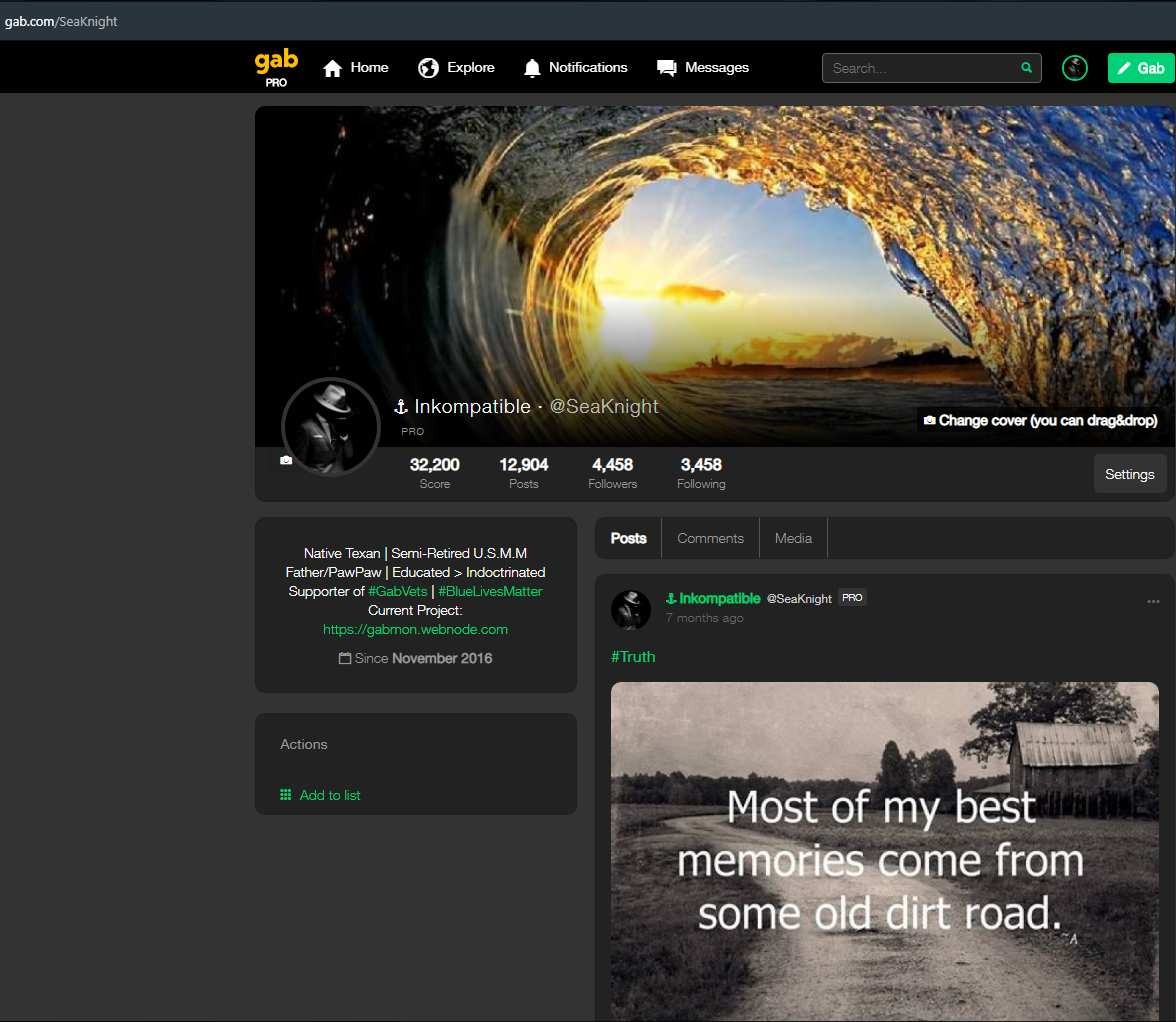 gab.com/SeaKnight
gab
PRO
Home
Explore
Notifications
Messages
Search...
Gab
Inkompatible · @SeaKnight
PRO
Change cover (you can drag&drop)
32,200
12,904
4,458
3,458
Score
Posts
Followers
Following
Settings
Native Texan | Semi-Retired U.S.M.M
Father/PawPaw | Educated > Indoctrinated
Supporter of #GabVets | #BlueLivesMatter
Current Project:
https://gabmon.webnode.com
Since November 2016
Actions
Add to list
Posts
Comments
Media
Inkompatible @SeaKnight PRO
7 months ago
#Truth
Most of my best
memories come from
some old dirt road.
~A